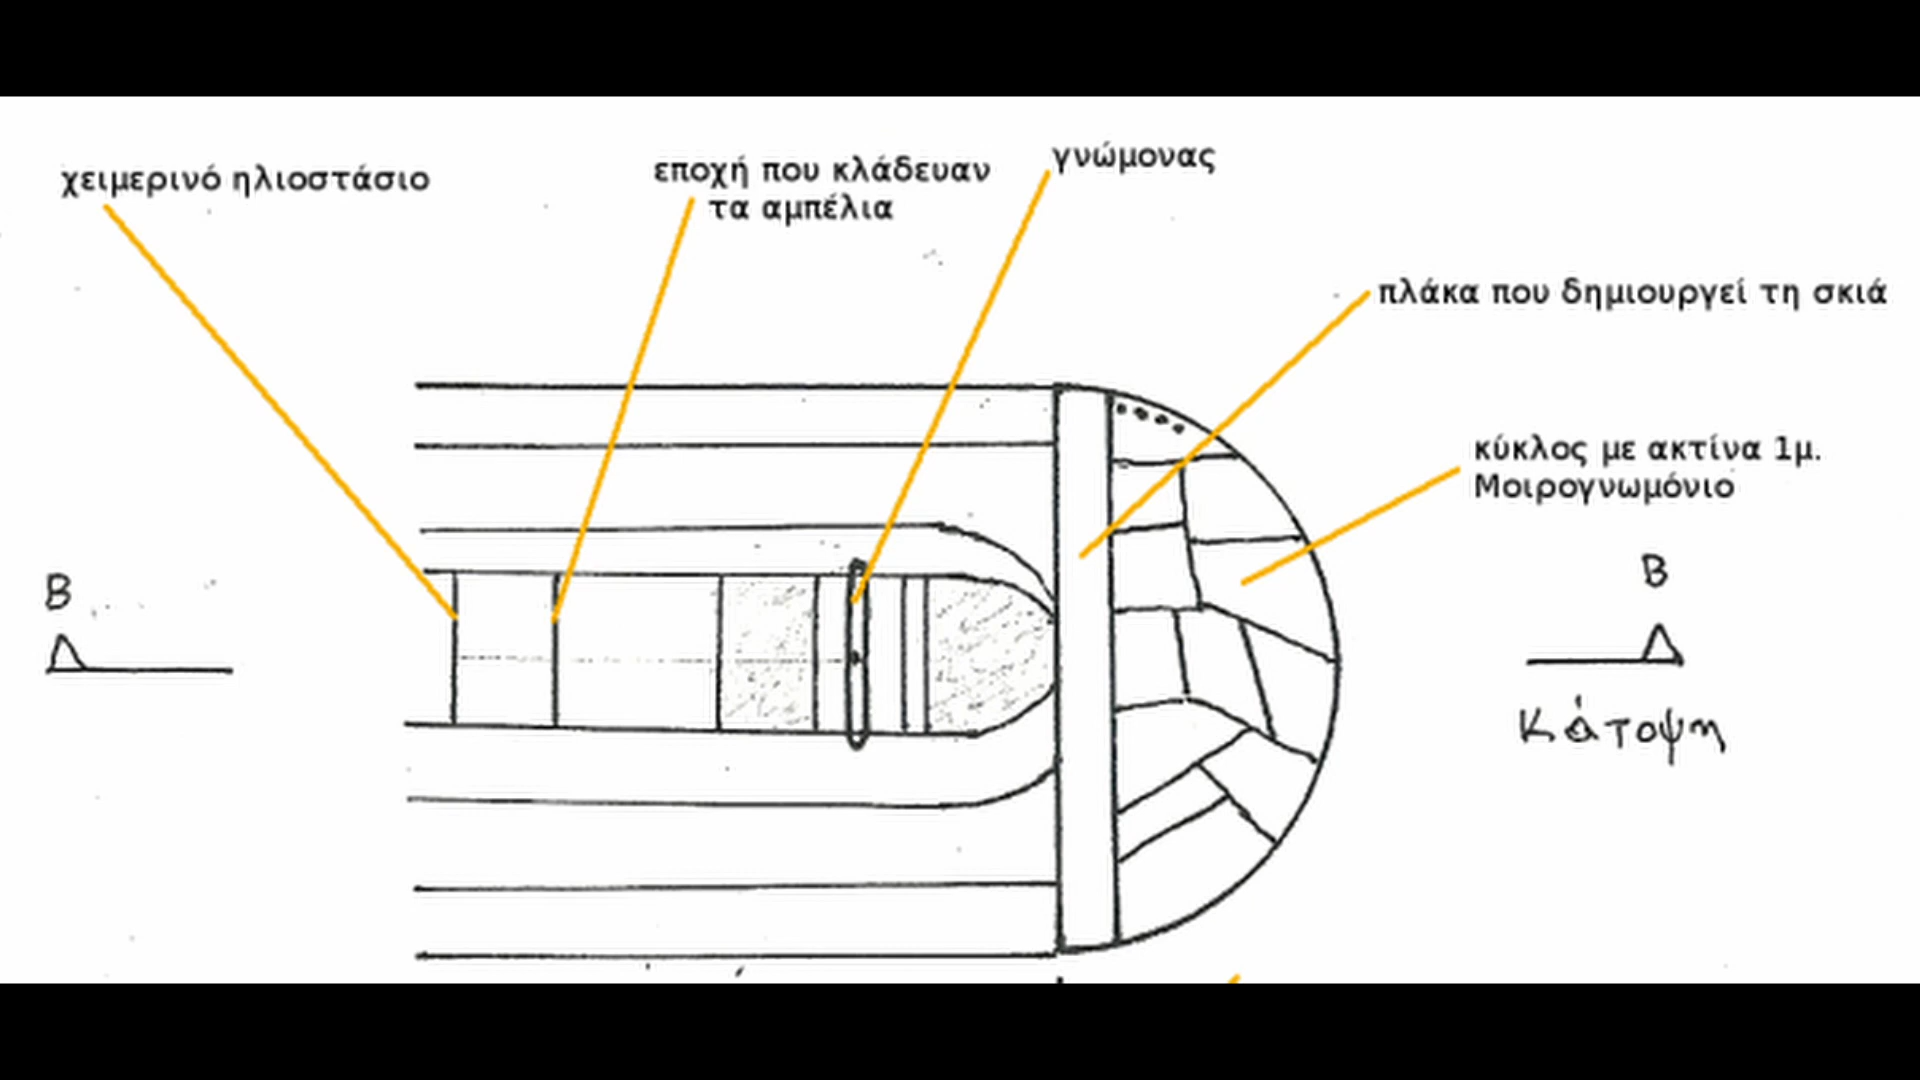 χειμερινό ηλιοστάσιο
εποχή που κλάδευαν
τα αμπέλια
γνώμονας
πλάκα που δημιουργεί τη σκιά
κύκλος με ακτίνα 1μ.
Μοιρογνωμόνιο
Β
Β
Κάτοψη